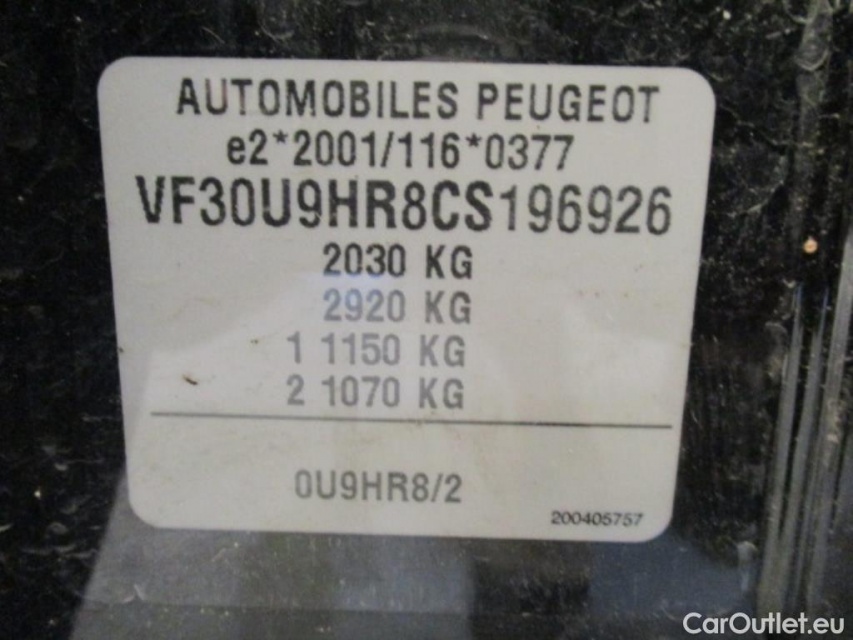 AUTOMOBILES PEUGEOT
e2*2001/116*0377
VF30U9HR8CS196926
2030 KG
2920 KG
1 1150 KG
2 1070 KG
0U9HR8/2
200405757
CarOutlet.eu